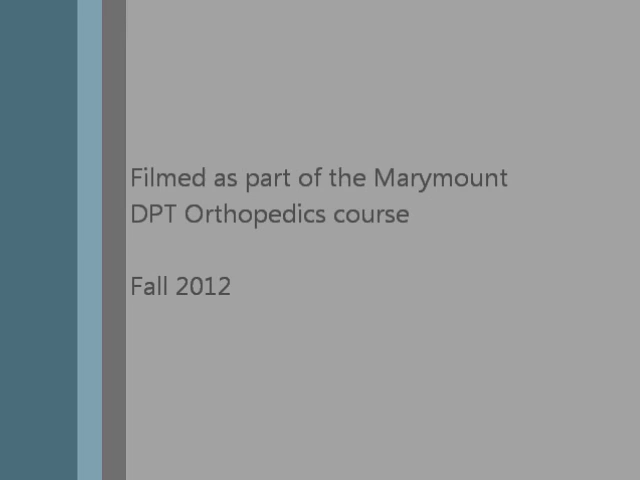 Filmed as part of the Marymount
DPT Orthopedics course
Fall 2012